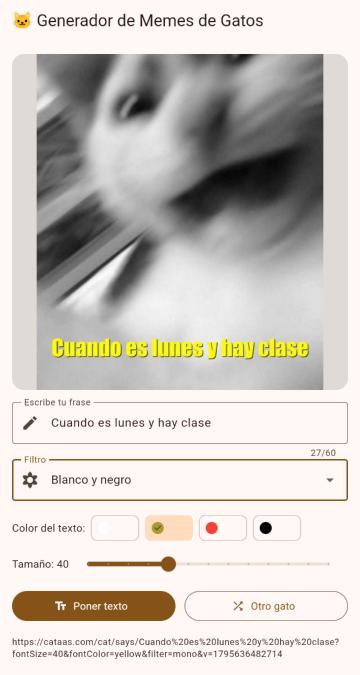 🐱 Generador de Memes de Gatos
Cuando es lunes y hay clase
Escribe tu frase
Cuando es lunes y hay clase
27/60
Filtro
Blanco y negro
Color del texto:
Tamaño: 40
Poner texto
Otro gato
https://cataas.com/cat/says/Cuando%20es%20lunes%20y%20hay%20clase?
fontSize=40&fontColor=yellow&filter=mono&v=1795636482714